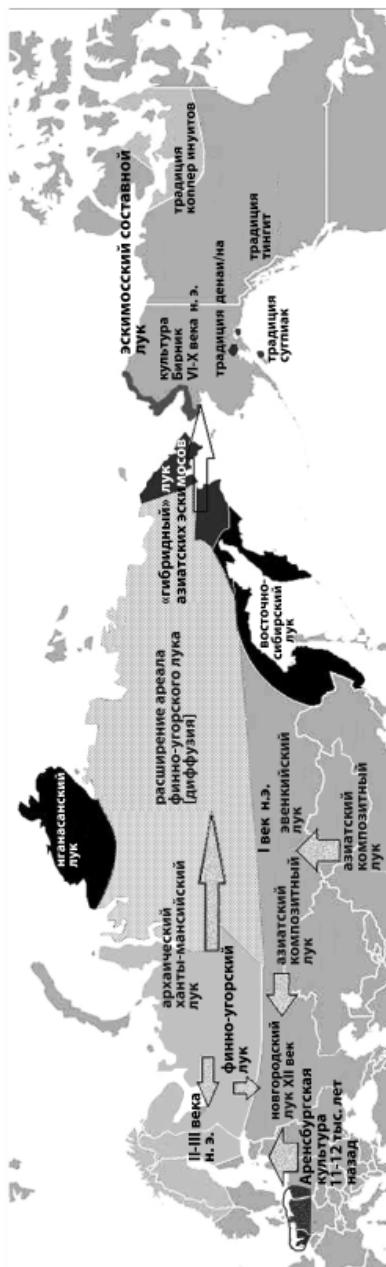 нганасанский
лук
архаический
ханты-мансийский
лук
финно-угорский
лук
II-III века
н. э.
расширение ареала
финно-угорского лука
[диффузия]
«гибридный» лук
азиатских эскимосов
эскимосский составной
лук
культура
Бирник
VI-X века н. э.
традиция
коппер инуитов
традиция денаи/на
традиция
тингит
традиция
сугпиак
восточно-
сибирский
лук
I век н.э.
эвенкийский
лук
азиатский
композитный
лук
азиатский
композитный
лук
новгородский
лук XII век
Аренсбургская
культура
11-12 тыс. лет
назад